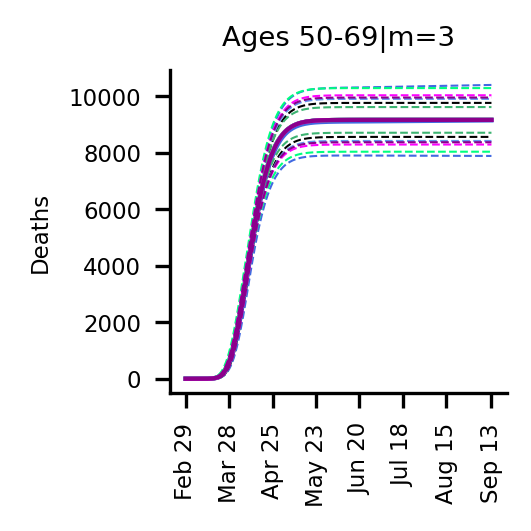 Ages 50-69|m=3
Deaths
10000
8000
6000
4000
2000
0
Feb 29
Mar 28
Apr 25
May 23
Jun 20
Jul 18
Aug 15
Sep 13